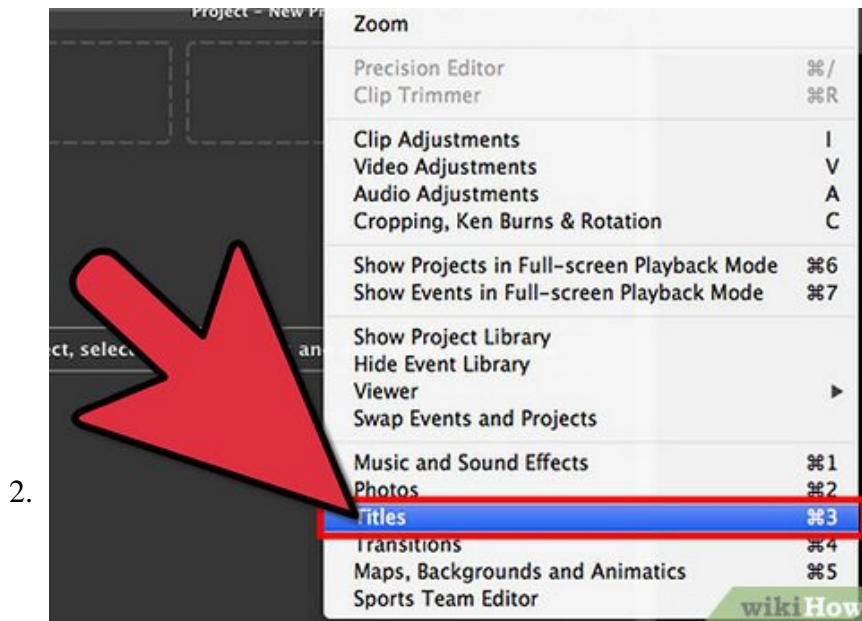 Project - New Pr
Zoom
Precision Editor ⌘/
Clip Trimmer ⌘R
Clip Adjustments I
Video Adjustments V
Audio Adjustments A
Cropping, Ken Burns & Rotation C
Show Projects in Full-screen Playback Mode ⌘6
Show Events in Full-screen Playback Mode ⌘7
Show Project Library
ct, selec an
Hide Event Library
Viewer ▶
Swap Events and Projects
Music and Sound Effects ⌘1
2.
Photos ⌘2
Titles ⌘3
Transitions ⌘4
Maps, Backgrounds and Animatics ⌘5
Sports Team Editor
wikiHow